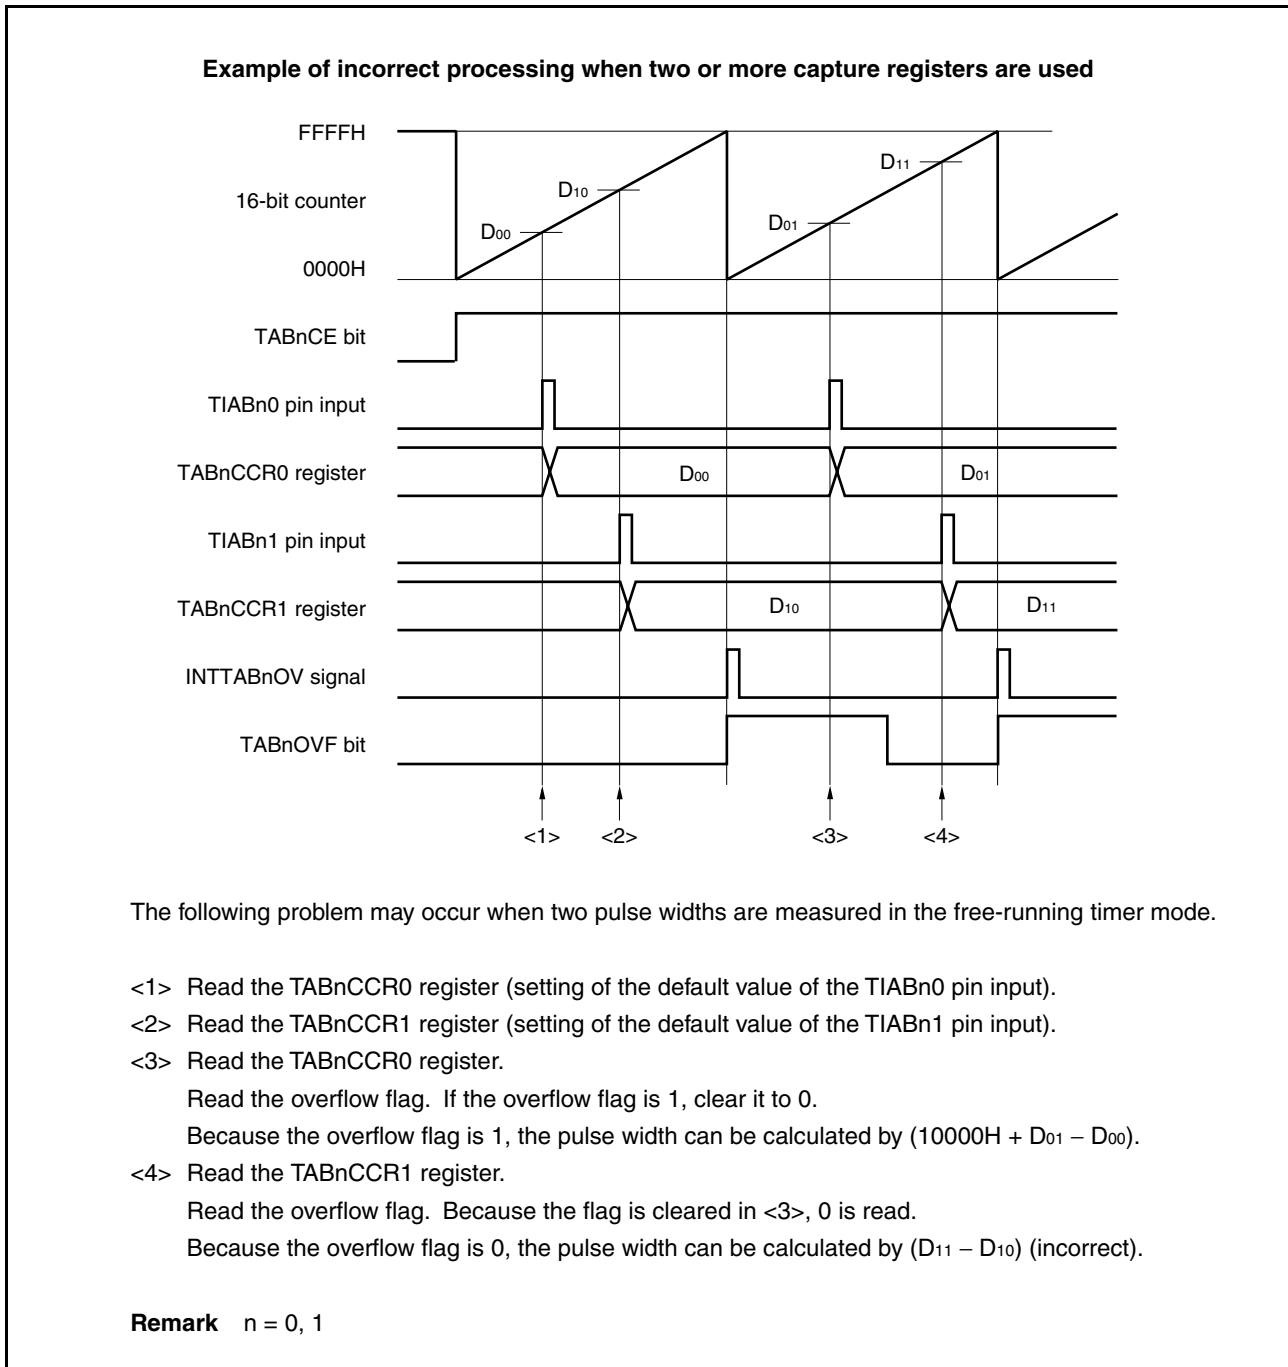 Example of incorrect processing when two or more capture registers are used
FFFFH
D11
D10
16-bit counter
D01
D00
0000H
TABnCE bit
TIABn0 pin input
TABnCCR0 register
D00
D01
TIABn1 pin input
TABnCCR1 register
D10
D11
INTTABnOV signal
TABnOVF bit
<1> <2> <3> <4>
The following problem may occur when two pulse widths are measured in the free-running timer mode.
<1> Read the TABnCCR0 register (setting of the default value of the TIABn0 pin input).
<2> Read the TABnCCR1 register (setting of the default value of the TIABn1 pin input).
<3> Read the TABnCCR0 register.
Read the overflow flag. If the overflow flag is 1, clear it to 0.
Because the overflow flag is 1, the pulse width can be calculated by (10000H + D01 − D00).
<4> Read the TABnCCR1 register.
Read the overflow flag. Because the flag is cleared in <3>, 0 is read.
Because the overflow flag is 0, the pulse width can be calculated by (D11 − D10) (incorrect).
Remark n = 0, 1